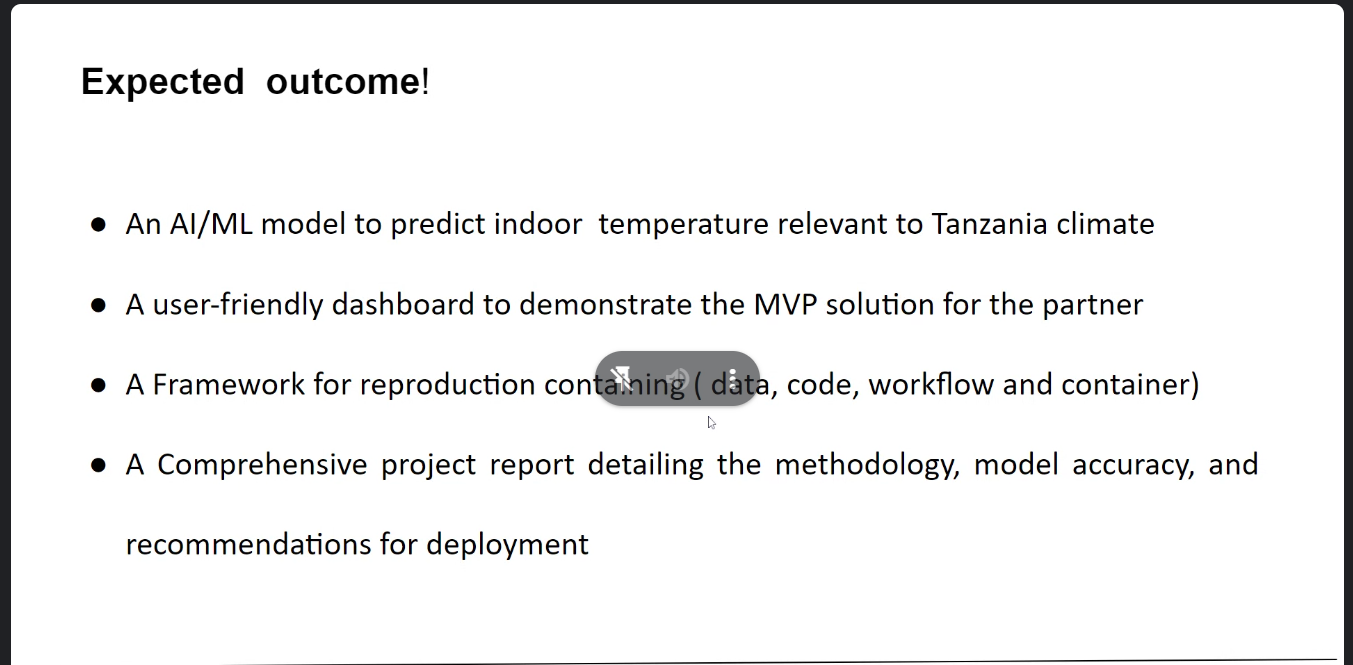 Expected outcome!
● An AI/ML model to predict indoor temperature relevant to Tanzania climate
● A user-friendly dashboard to demonstrate the MVP solution for the partner
● A Framework for reproduction containing ( data, code, workflow and container)
● A Comprehensive project report detailing the methodology, model accuracy, and
recommendations for deployment